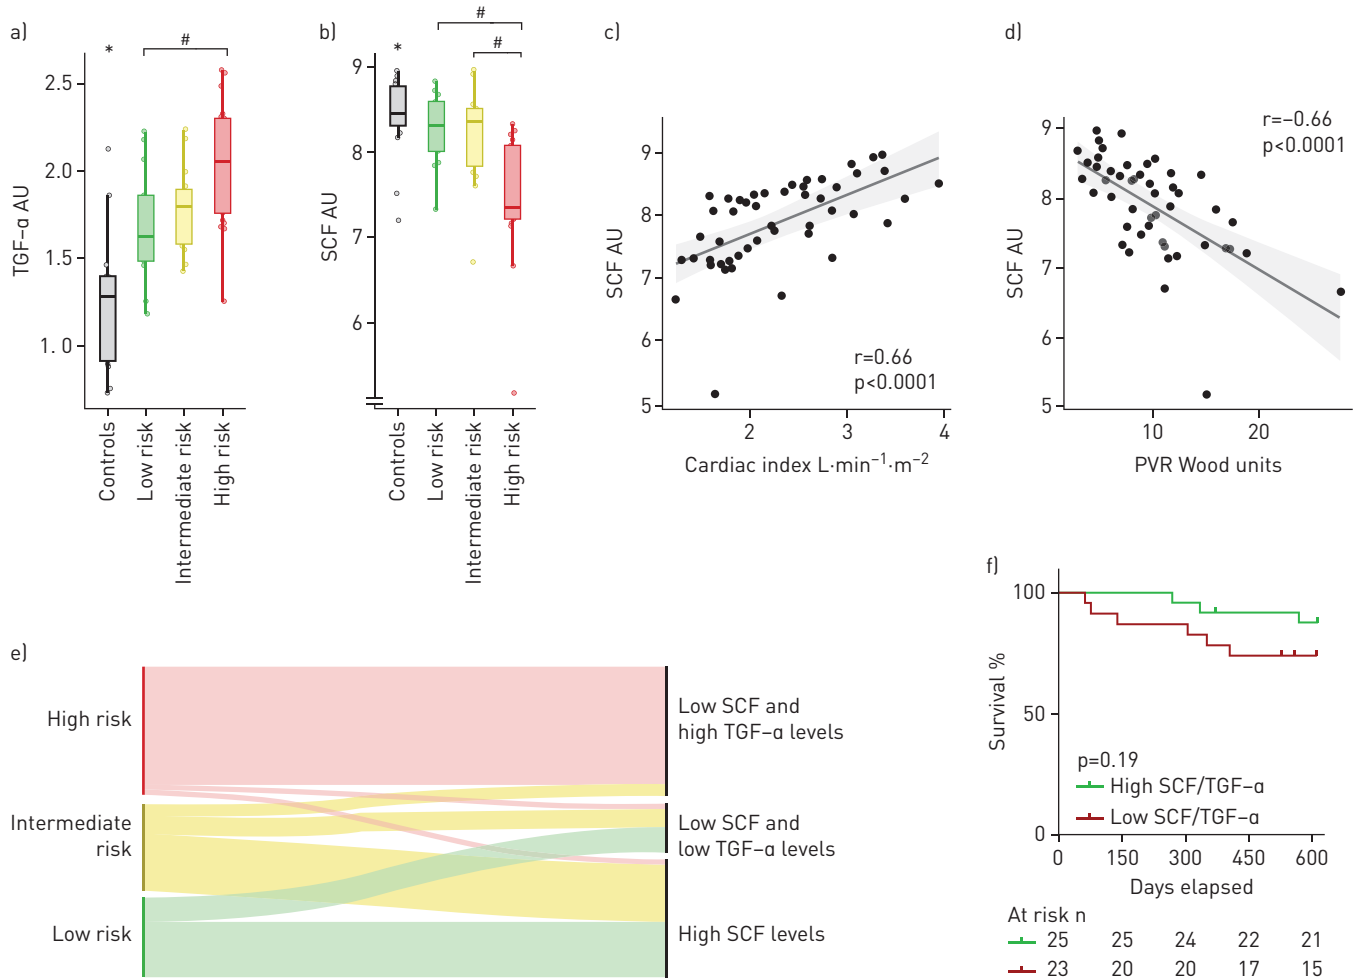 a)
*
#
TGF-α AU
2.5
2.0
1.5
1.0
Controls
Low risk
Intermediate risk
High risk
b)
*
#
#
SCF AU
9
8
7
6
Controls
Low risk
Intermediate risk
High risk
c)
SCF AU
9
8
7
6
5
r=0.66
p<0.0001
2
3
4
Cardiac index L·min⁻¹·m⁻²
d)
r=−0.66
p<0.0001
SCF AU
9
8
7
6
5
10
20
PVR Wood units
e)
High risk
Intermediate
risk
Low risk
Low SCF and
high TGF-α levels
Low SCF and
low TGF-α levels
High SCF levels
f)
Survival %
100
50
0
p=0.19
High SCF/TGF-α
Low SCF/TGF-α
0 150 300 450 600
Days elapsed
At risk n
25 25 24 22 21
23 20 20 17 15